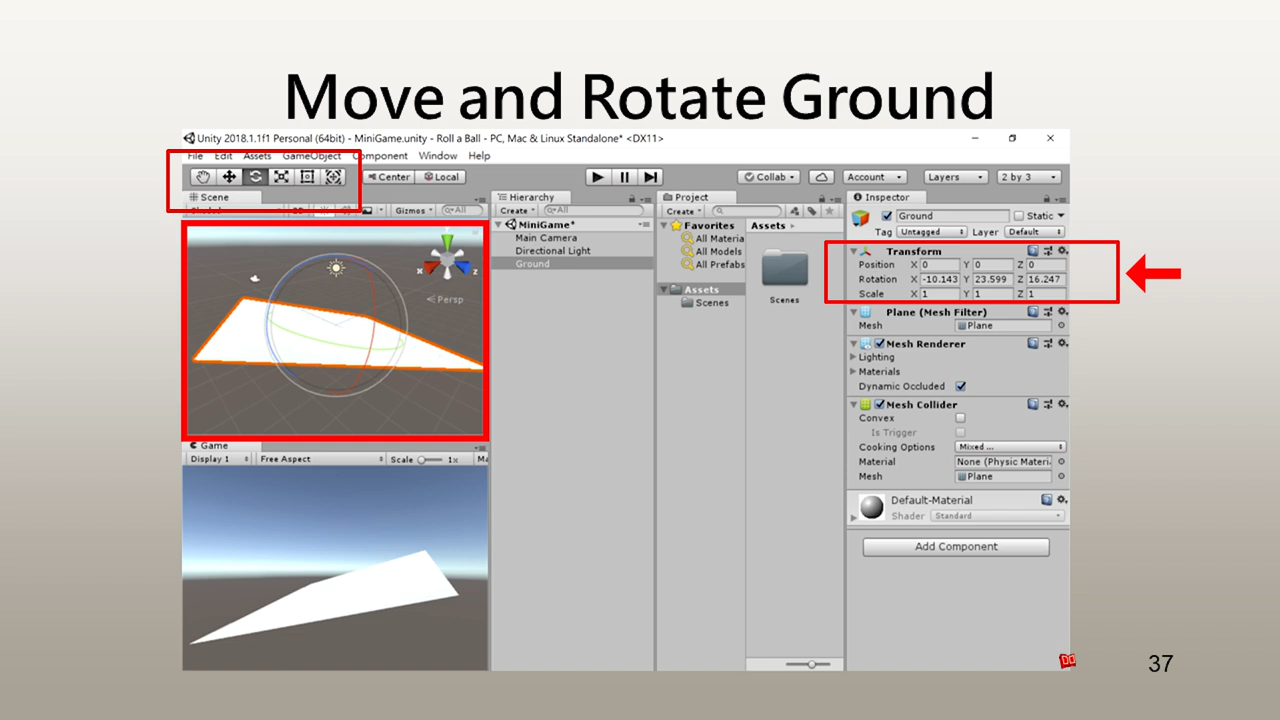 Move and Rotate Ground
Unity 2018.1.1f1 Personal (64bit) - MiniGame.unity - Roll a Ball - PC, Mac & Linux Standalone* <DX11>
File Edit Assets GameObject Component Window Help
Center Local Collab Account Layers 2 by 3
Scene
Gizmos All
Persp
x z
Game
Display 1 Free Aspect Scale 1x Ma
Hierarchy
Create All
MiniGame*
Main Camera
Directional Light
Ground
Project
Create
Favorites
All Materia
All Models
All Prefabs
Assets
Scenes
Assets
Scenes
Inspector
Ground Static
Tag Untagged Layer Default
Transform
Position X 0 Y 0 Z 0
Rotation X -10.143 Y 23.599 Z 16.247
Scale X 1 Y 1 Z 1
Plane (Mesh Filter)
Mesh Plane
Mesh Renderer
Lighting
Materials
Dynamic Occluded
Mesh Collider
Convex
Is Trigger
Cooking Options Mixed ...
Material None (Physic Materi
Mesh Plane
Default-Material
Shader Standard
Add Component
37